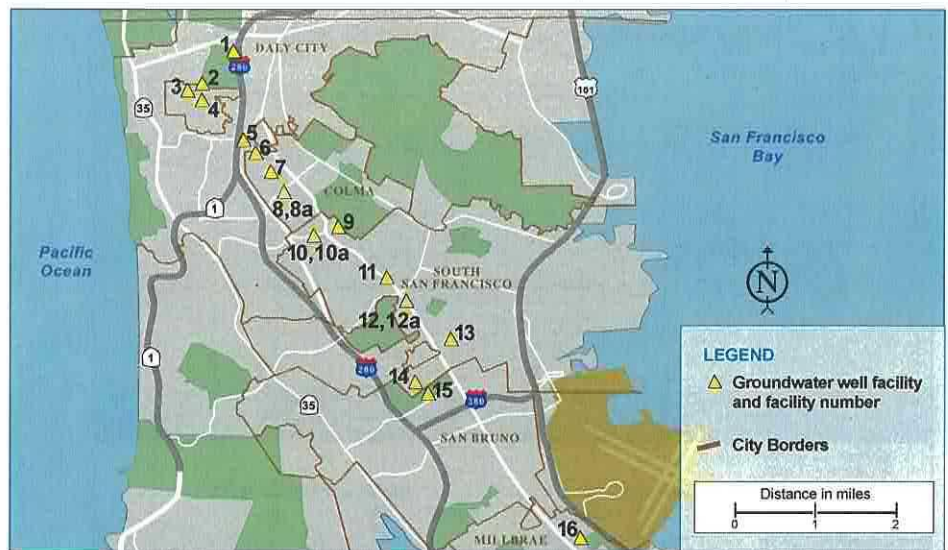 1
DALY CITY
280
2
3
4
35
101
San Francisco
Bay
5
6
7
COLMA
8,8a
1
9
10,10a
Pacific
Ocean
11
SOUTH
SAN FRANCISCO
N
12,12a
13
1
280
14
15
35
380
SAN BRUNO
16
MILLBRAE
LEGEND
Groundwater well facility
and facility number
City Borders
Distance in miles
0 1 2